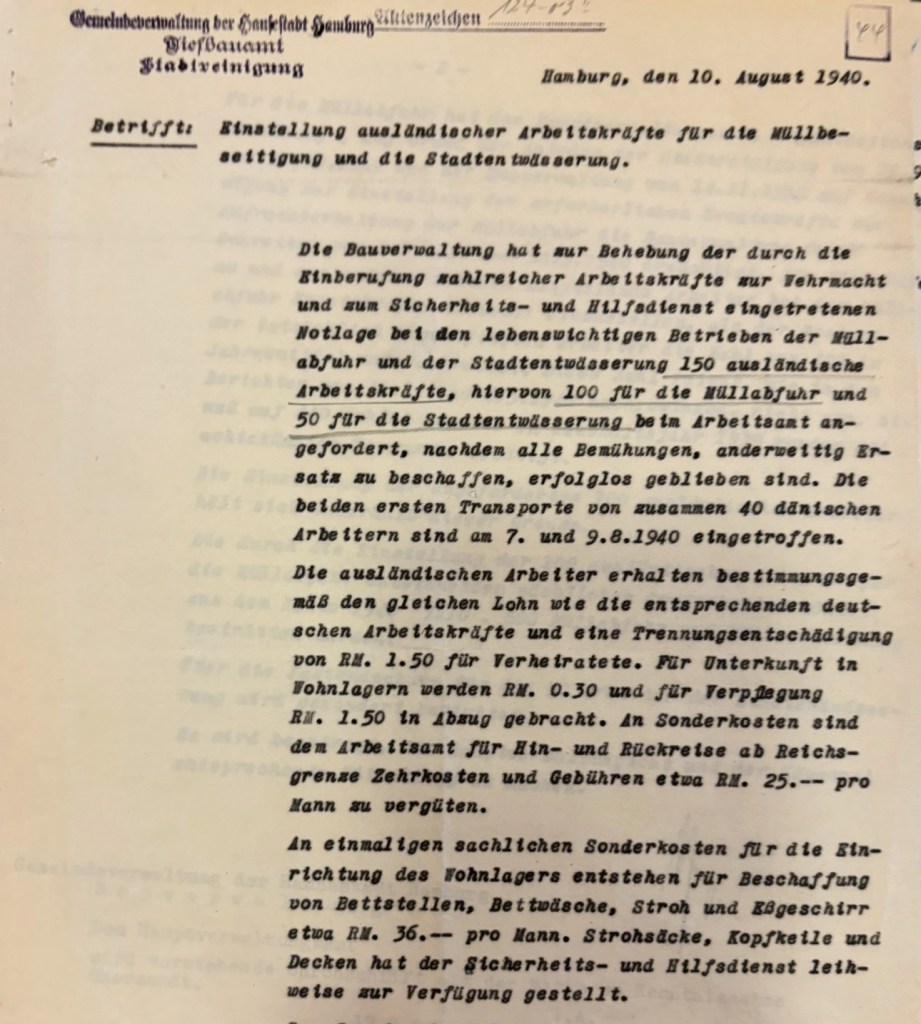 Gemeindeverwaltung der Hansestadt Hamburg Aktenzeichen
Tiefbauamt
Stadtreinigung
44
Hamburg, den 10. August 1940.
Betrifft: Einstellung ausländischer Arbeitskräfte für die Müllbe-
seitigung und die Stadtentwässerung.
Die Bauverwaltung hat zur Behebung der durch die
Einberufung zahlreicher Arbeitskräfte zur Wehrmacht
und zum Sicherheits- und Hilfsdienst eingetretenen
Notlage bei den lebenswichtigen Betrieben der Müll-
abfuhr und der Stadtentwässerung 150 ausländische
Arbeitskräfte, hiervon 100 für die Müllabfuhr und
50 für die Stadtentwässerung beim Arbeitsamt an-
gefordert, nachdem alle Bemühungen, anderweitig Er-
satz zu beschaffen, erfolglos geblieben sind. Die
beiden ersten Transporte von zusammen 40 dänischen
Arbeitern sind am 7. und 9.8.1940 eingetroffen.
Die ausländischen Arbeiter erhalten bestimmungsge-
mäß den gleichen Lohn wie die entsprechenden deut-
schen Arbeitskräfte und eine Trennungsentschädigung
von RM. 1.50 für Verheiratete. Für Unterkunft in
Wohnlagern werden RM. 0.30 und für Verpflegung
RM. 1.50 in Abzug gebracht. An Sonderkosten sind
dem Arbeitsamt für Hin- und Rückreise ab Reichs-
grenze Zehrkosten und Gebühren etwa RM. 25.-- pro
Mann zu vergüten.
An einmaligen sachlichen Sonderkosten für die Ein-
richtung des Wohnlagers entstehen für Beschaffung
von Bettstellen, Bettwäsche, Stroh und Eßgeschirr
etwa RM. 36.-- pro Mann. Strohsäcke, Kopfkeile und
Decken hat der Sicherheits- und Hilfsdienst leih-
weise zur Verfügung gestellt.